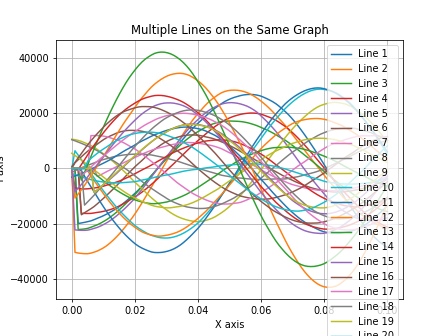 Multiple Lines on the Same Graph
40000
20000
0
−20000
−40000
0.00
0.02
0.04
0.06
0.08
X axis
Line 1
Line 2
Line 3
Line 4
Line 5
Line 6
Line 7
Line 8
Line 9
Line 10
Line 11
Line 12
Line 13
Line 14
Line 15
Line 16
Line 17
Line 18
Line 19
Line 20